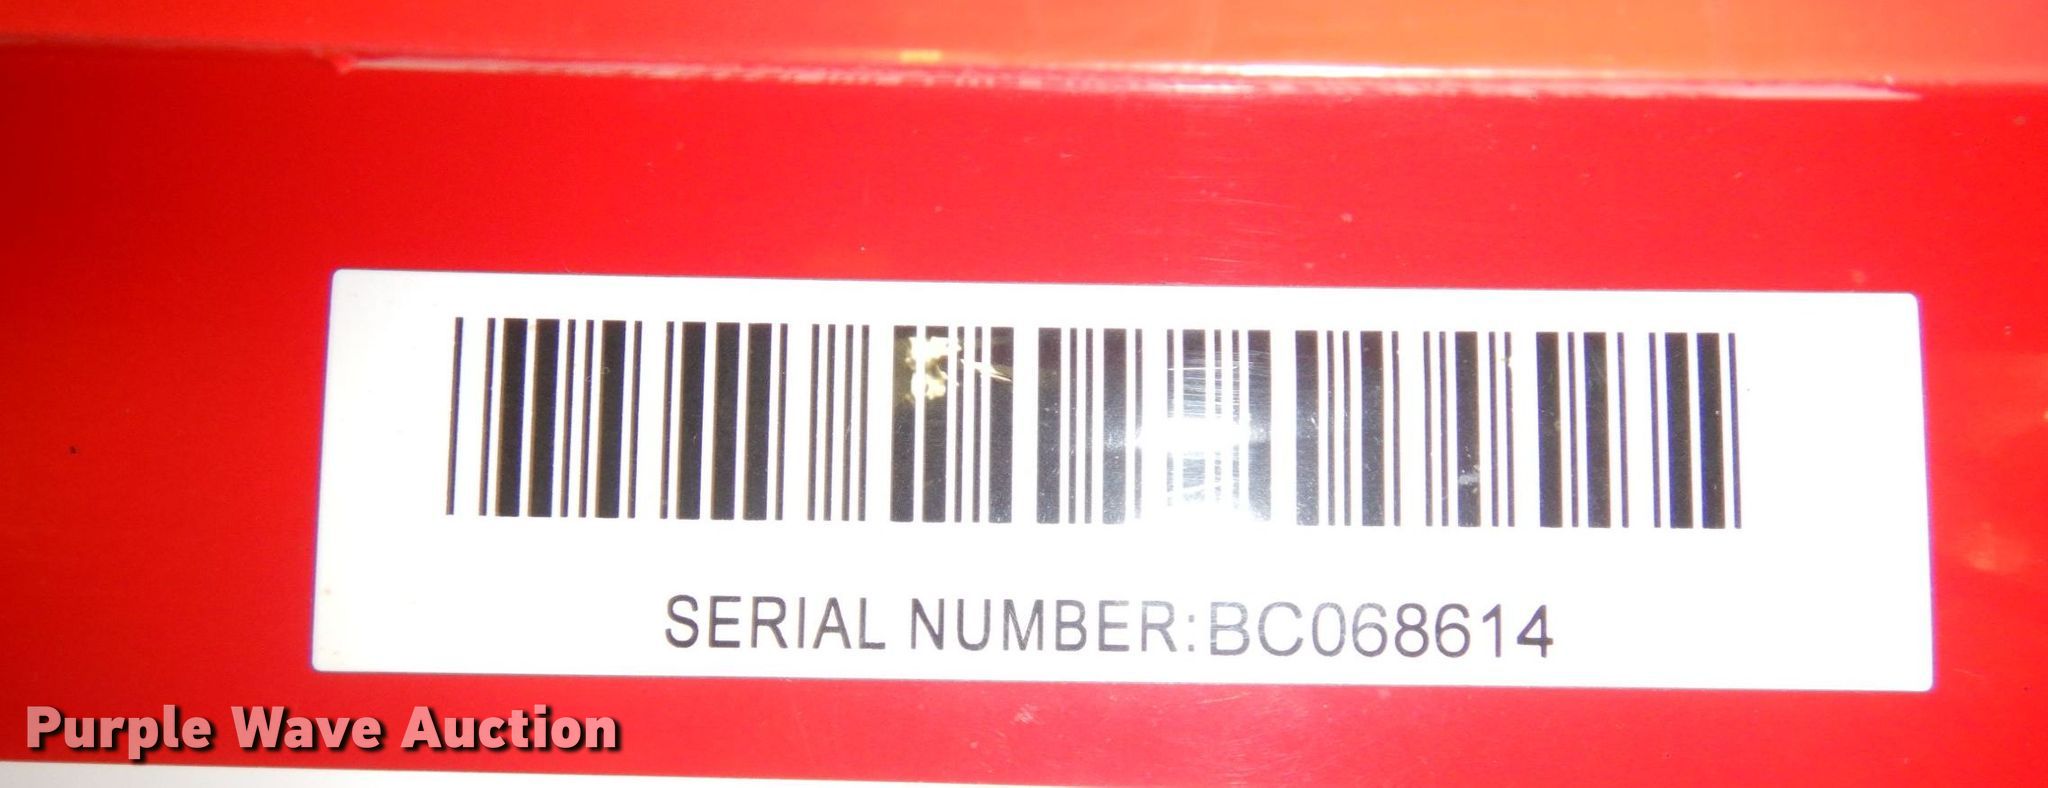 SERIAL NUMBER:BC068614
Purple Wave Auction